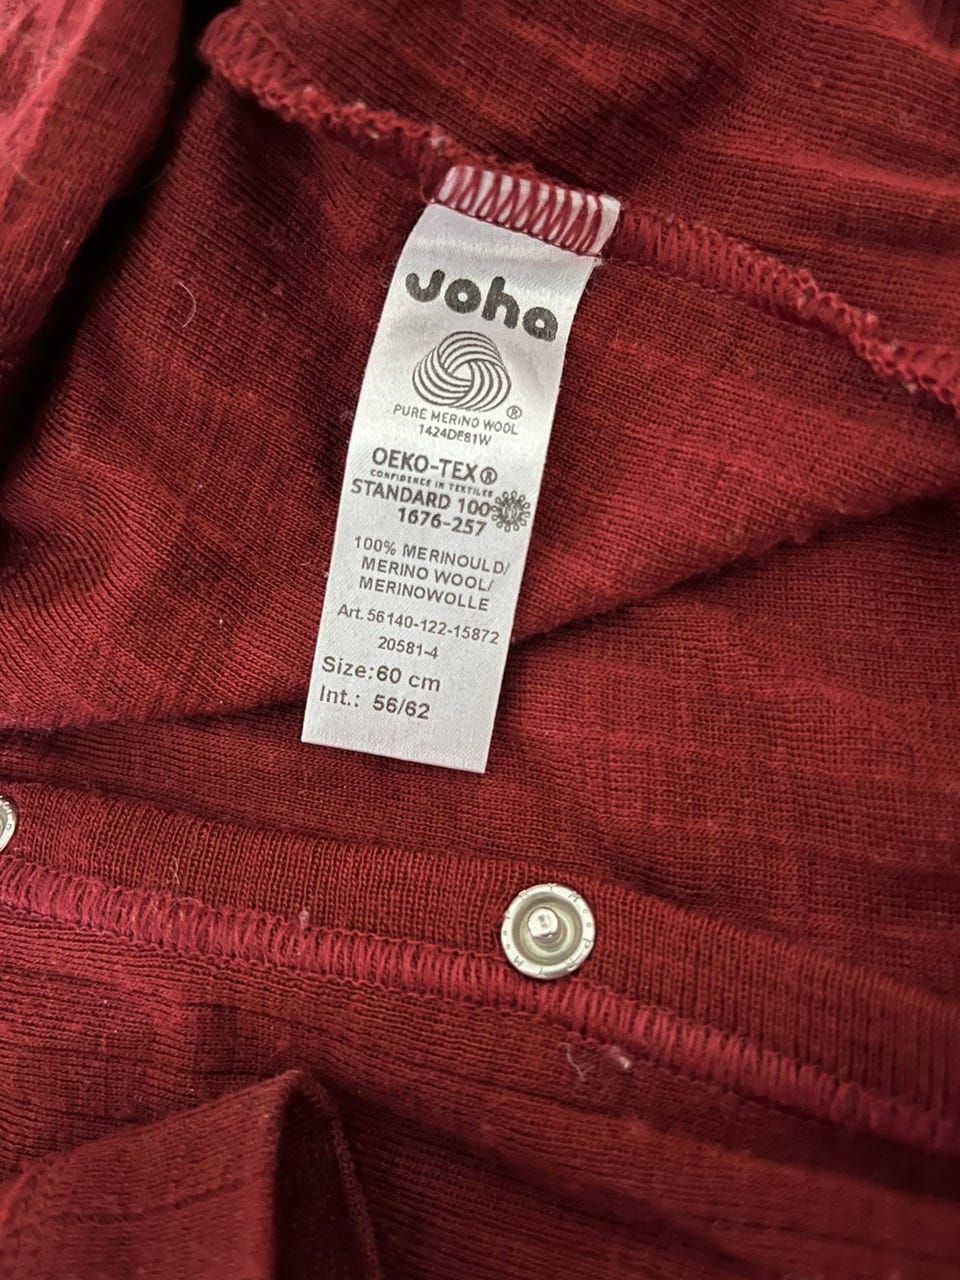 Joha
PURE MERINO WOOL ®
1424DE81W
OEKO-TEX®
CONFIDENCE IN TEXTILES
STANDARD 100
1676-257
100% MERINOULD/
MERINO WOOL/
MERINOWOLLE
Art. 56140-122-15872
20581-4
Size:60 cm
Int.: 56/62